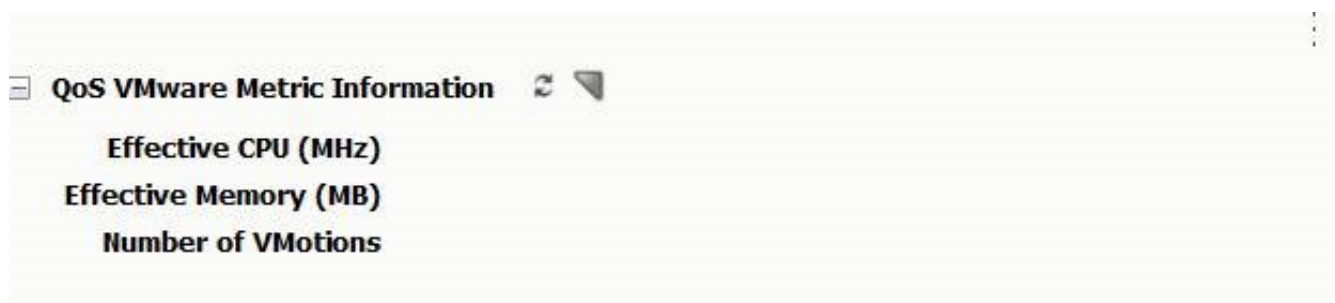 QoS VMware Metric Information
Effective CPU (MHz)
Effective Memory (MB)
Number of VMotions